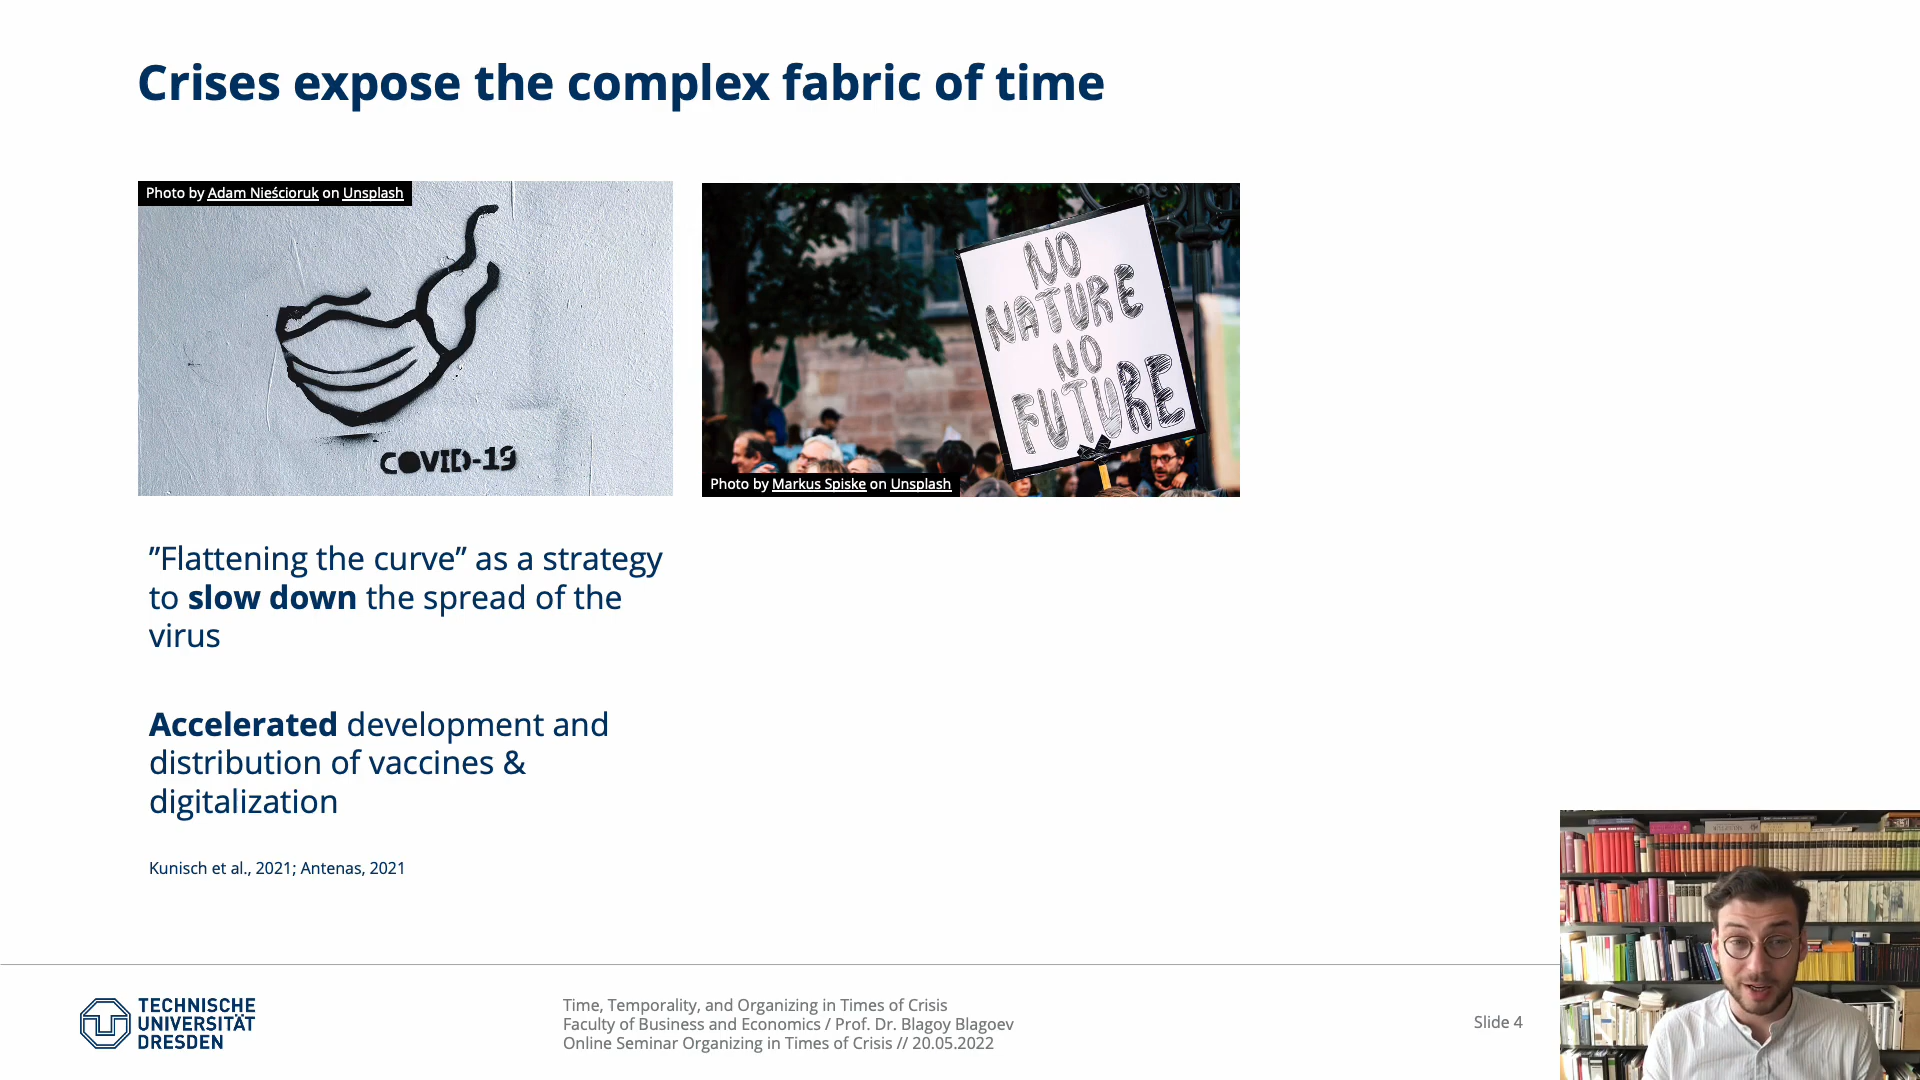 Crises expose the complex fabric of time
Photo by Adam Nieścioruk on Unsplash
COVID-19
NO
NATURE
NO
FUTURE
Photo by Markus Spiske on Unsplash
”Flattening the curve” as a strategy
to slow down the spread of the
virus
Accelerated development and
distribution of vaccines &
digitalization
Kunisch et al., 2021; Antenas, 2021
TECHNISCHE
UNIVERSITÄT
DRESDEN
Time, Temporality, and Organizing in Times of Crisis
Faculty of Business and Economics / Prof. Dr. Blagoy Blagoev
Online Seminar Organizing in Times of Crisis // 20.05.2022
Slide 4